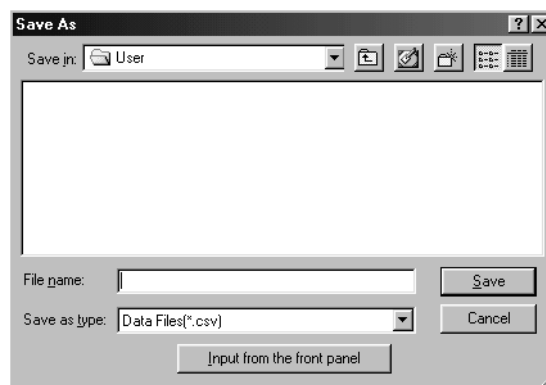 Save As
Save in: User
File name:
Save
Save as type: Data Files(*.csv)
Cancel
Input from the front panel